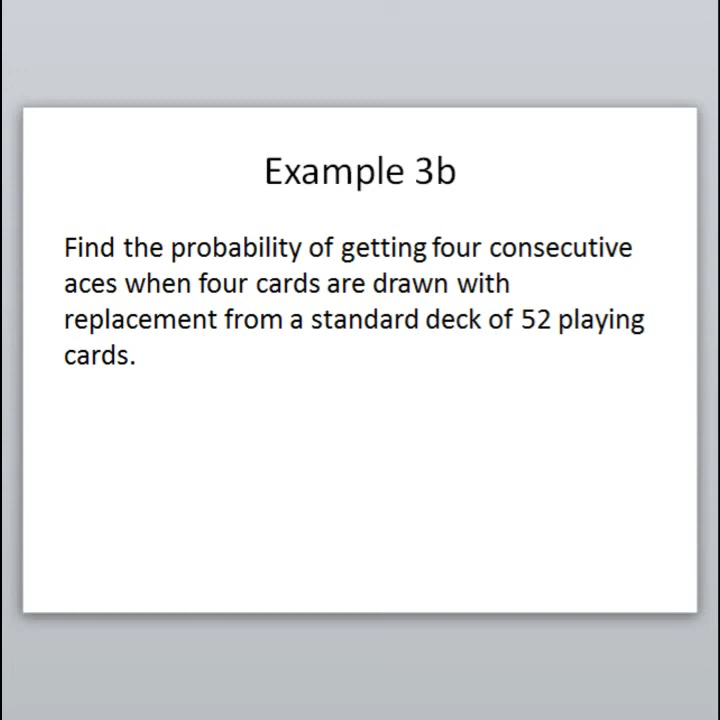 Example 3b
Find the probability of getting four consecutive
aces when four cards are drawn with
replacement from a standard deck of 52 playing
cards.